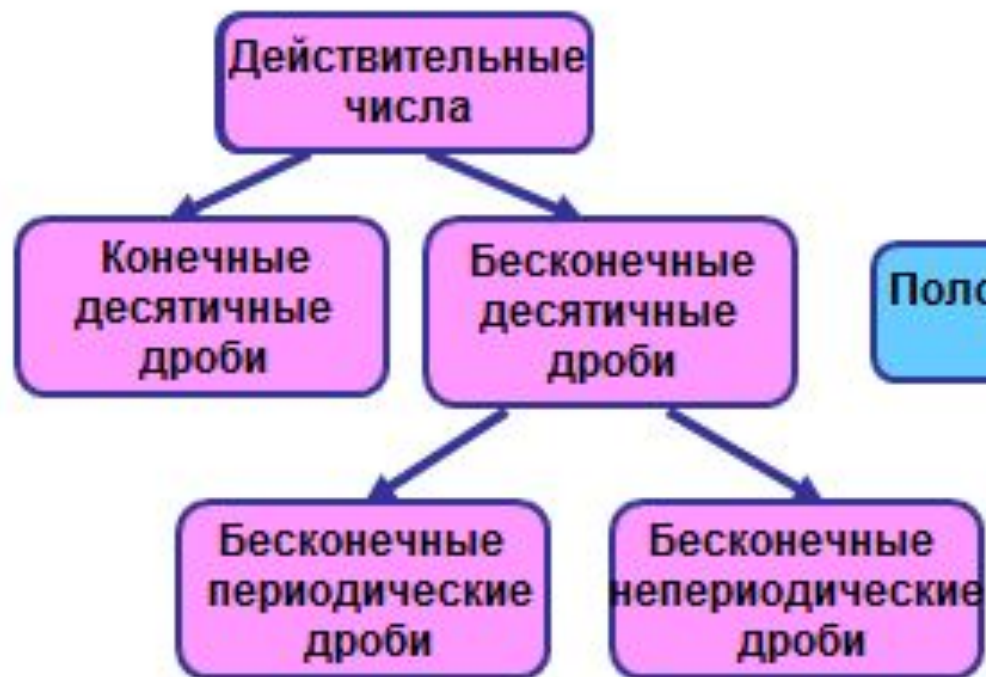 Действительные
числа
Конечные
десятичные
дроби
Бесконечные
десятичные
дроби
Бесконечные
периодические
дроби
Бесконечные
непериодические
дроби